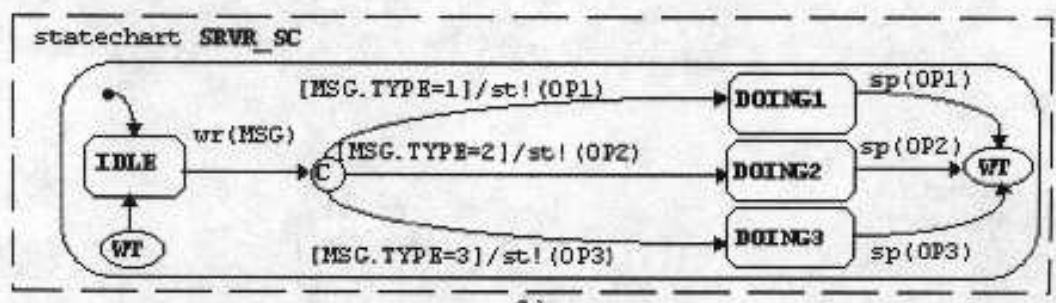 statechart SRVR_SC
[MSG.TYPE=1]/st!(OP1)
DOING1
sp(OP1)
wr(MSG)
IDLE
C
[MSG.TYPE=2]/st!(OP2)
DOING2
sp(OP2)
WT
WT
[MSG.TYPE=3]/st!(OP3)
DOING3
sp(OP3)